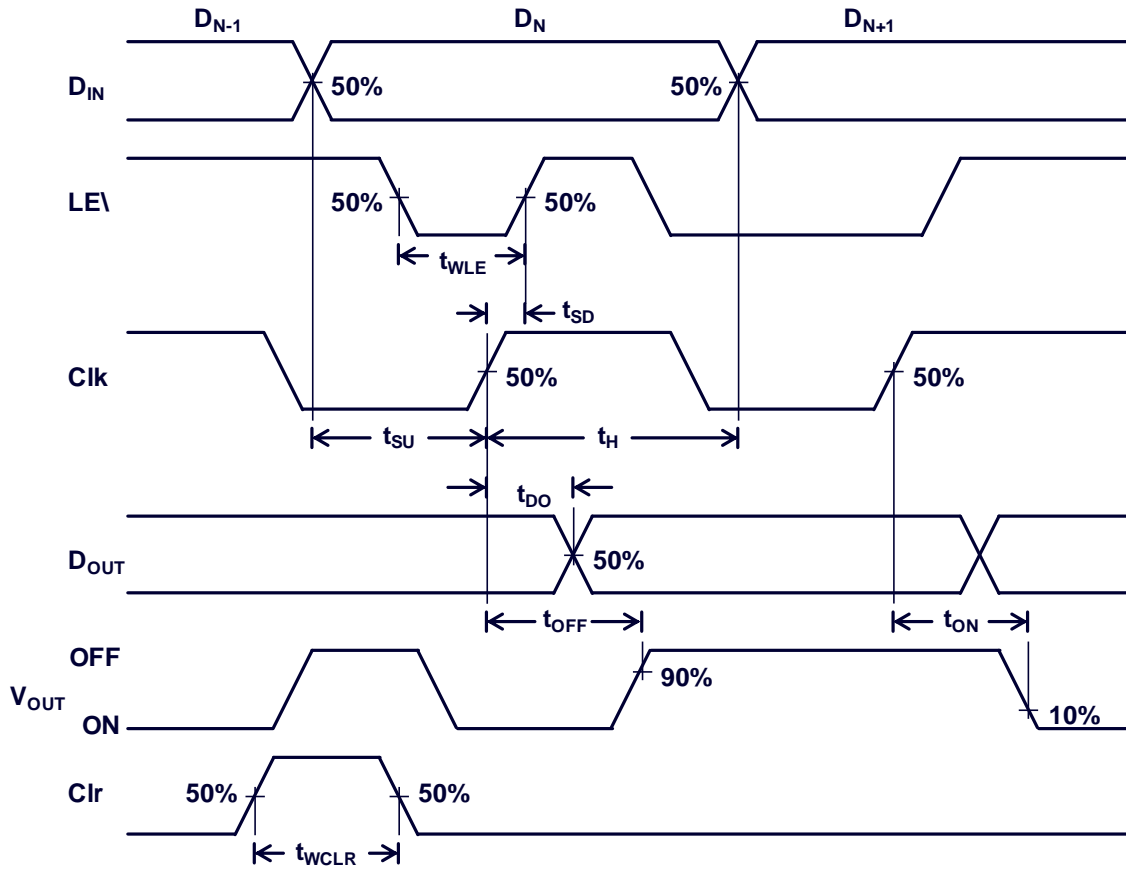 D_N-1 D_N D_N+1
D_IN 50% 50%
LE\ 50% 50%
t_WLE
t_SD
Clk 50% 50%
t_SU t_H
t_DO
D_OUT 50%
t_OFF t_ON
OFF
90%
V_OUT
ON 10%
Clr 50% 50%
t_WCLR